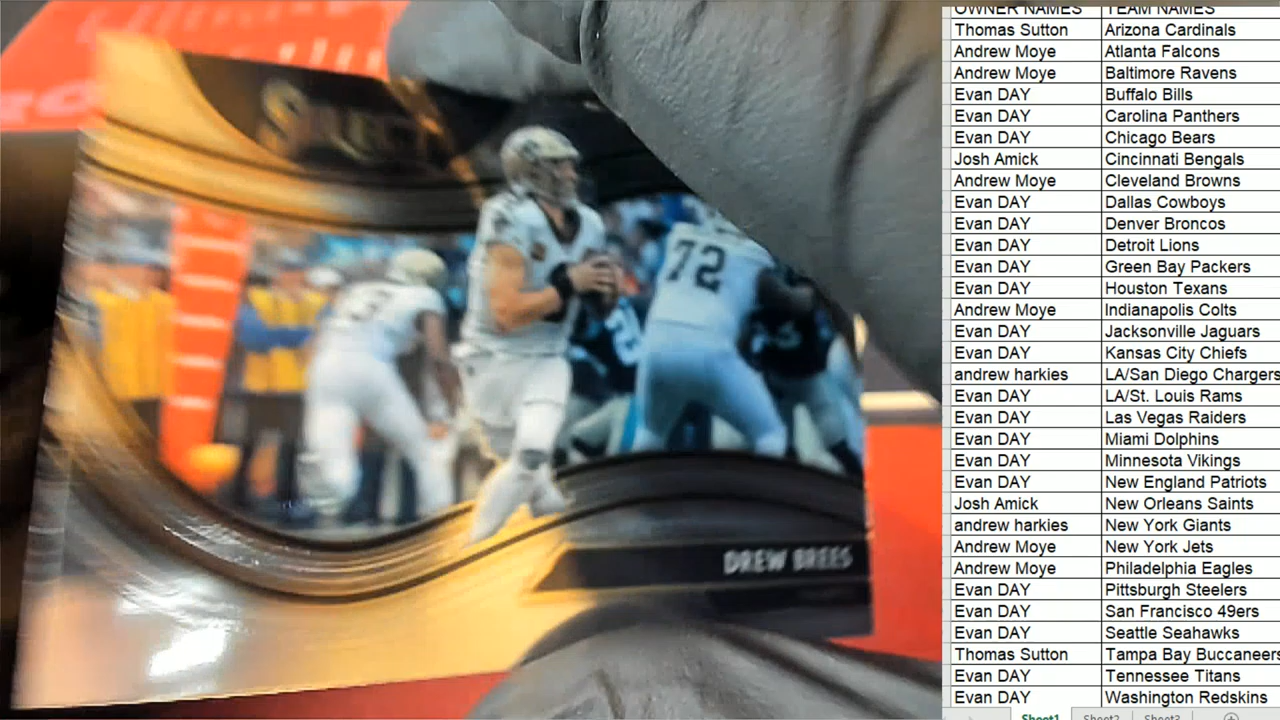 SELECT
72
DREW BREES
OWNER NAMES TEAM NAMES
Thomas Sutton Arizona Cardinals
Andrew Moye Atlanta Falcons
Andrew Moye Baltimore Ravens
Evan DAY Buffalo Bills
Evan DAY Carolina Panthers
Evan DAY Chicago Bears
Josh Amick Cincinnati Bengals
Andrew Moye Cleveland Browns
Evan DAY Dallas Cowboys
Evan DAY Denver Broncos
Evan DAY Detroit Lions
Evan DAY Green Bay Packers
Evan DAY Houston Texans
Andrew Moye Indianapolis Colts
Evan DAY Jacksonville Jaguars
Evan DAY Kansas City Chiefs
andrew harkies LA/San Diego Chargers
Evan DAY LA/St. Louis Rams
Evan DAY Las Vegas Raiders
Evan DAY Miami Dolphins
Evan DAY Minnesota Vikings
Evan DAY New England Patriots
Josh Amick New Orleans Saints
andrew harkies New York Giants
Andrew Moye New York Jets
Andrew Moye Philadelphia Eagles
Evan DAY Pittsburgh Steelers
Evan DAY San Francisco 49ers
Evan DAY Seattle Seahawks
Thomas Sutton Tampa Bay Buccaneers
Evan DAY Tennessee Titans
Evan DAY Washington Redskins
Sheet1 Sheet2 Sheet3